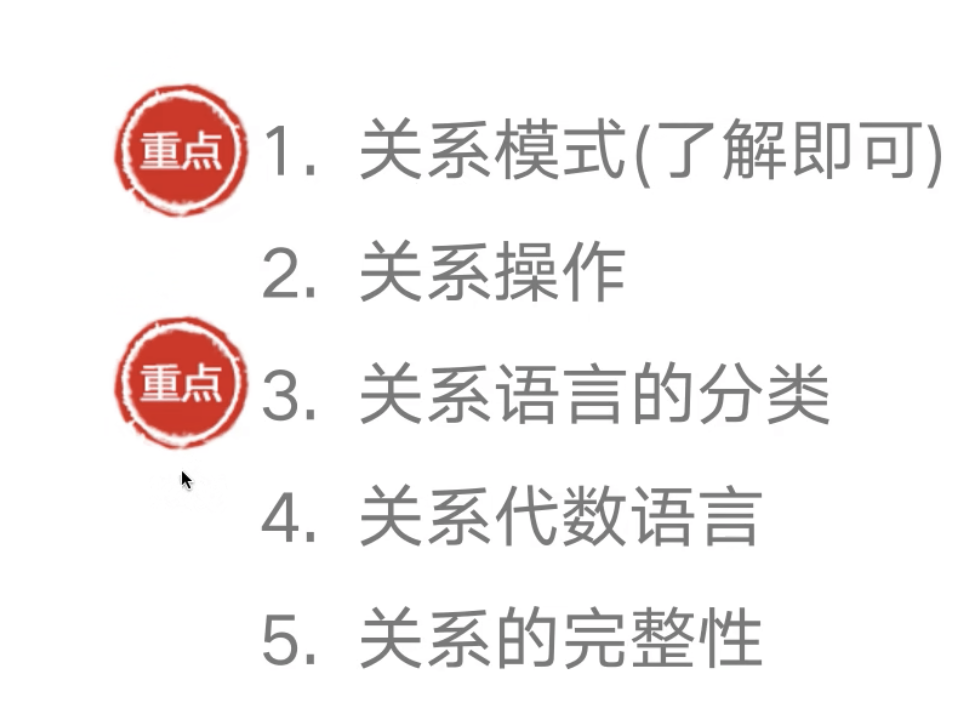 重点 1. 关系模式(了解即可)
2. 关系操作
重点 3. 关系语言的分类
4. 关系代数语言
5. 关系的完整性